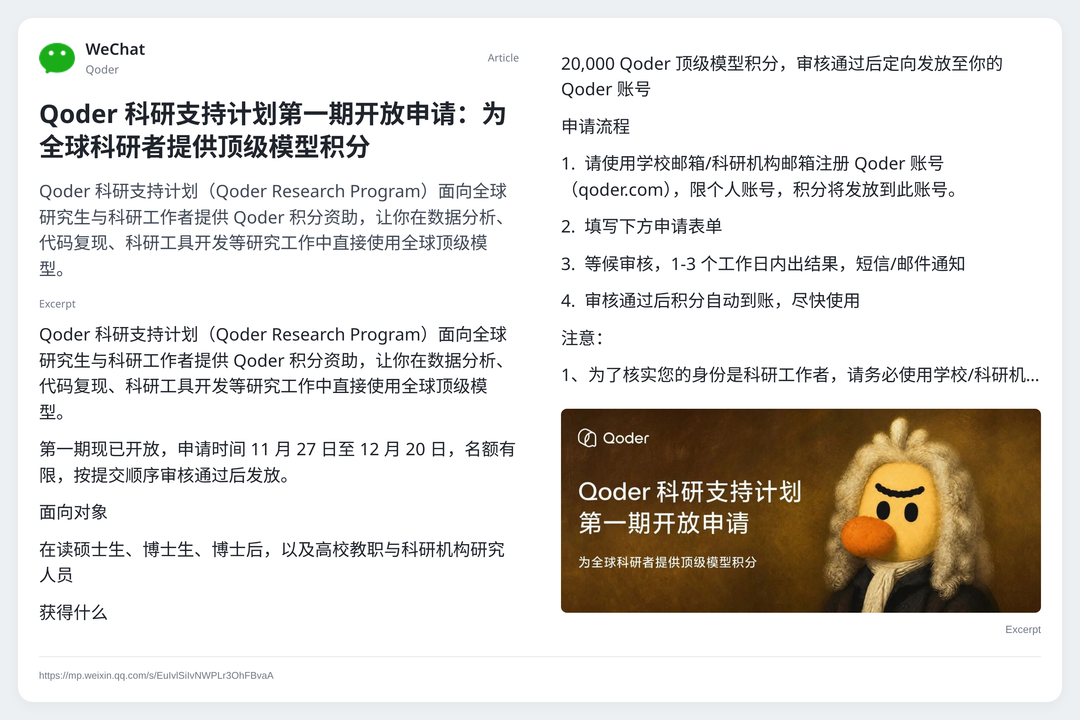 WeChat
Qoder
Article
Qoder 科研支持计划第一期开放申请：为
全球科研者提供顶级模型积分
Qoder 科研支持计划（Qoder Research Program）面向全球
研究生与科研工作者提供 Qoder 积分资助，让你在数据分析、
代码复现、科研工具开发等研究工作中直接使用全球顶级模
型。
Excerpt
Qoder 科研支持计划（Qoder Research Program）面向全球
研究生与科研工作者提供 Qoder 积分资助，让你在数据分析、
代码复现、科研工具开发等研究工作中直接使用全球顶级模
型。
第一期现已开放，申请时间 11 月 27 日至 12 月 20 日，名额有
限，按提交顺序审核通过后发放。
面向对象
在读硕士生、博士生、博士后，以及高校教职与科研机构研究
人员
获得什么
20,000 Qoder 顶级模型积分，审核通过后定向发放至你的
Qoder 账号
申请流程
1. 请使用学校邮箱/科研机构邮箱注册 Qoder 账号
（qoder.com），限个人账号，积分将发放到此账号。
2. 填写下方申请表单
3. 等候审核，1-3 个工作日内出结果，短信/邮件通知
4. 审核通过后积分自动到账，尽快使用
注意：
1、为了核实您的身份是科研工作者，请务必使用学校/科研机...
Qoder
Qoder 科研支持计划
第一期开放申请
为全球科研者提供顶级模型积分
Excerpt
https://mp.weixin.qq.com/s/EuIvlSiIvNWPLr3OhFBvaA